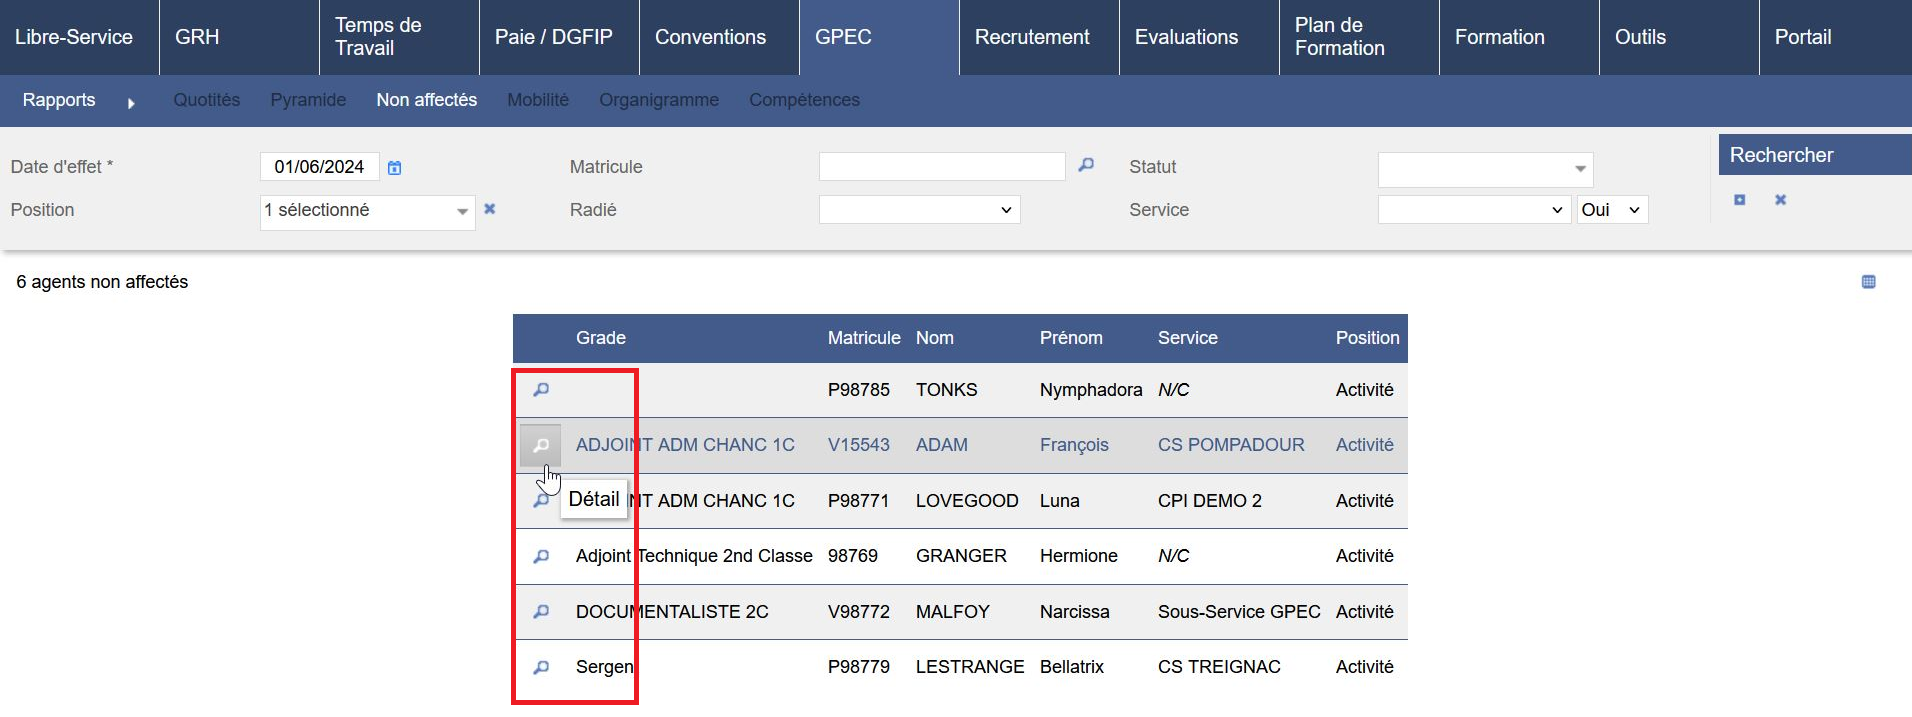 Libre-Service GRH Temps de Travail Paie / DGFIP Conventions GPEC Recrutement Evaluations Plan de Formation Formation Outils Portail
Rapports Quotités Pyramide Non affectés Mobilité Organigramme Compétences
Date d'effet * 01/06/2024 Matricule Statut Rechercher
Position 1 sélectionné Radié Service Oui
6 agents non affectés
Grade Matricule Nom Prénom Service Position
P98785 TONKS Nymphadora N/C Activité
ADJOINT ADM CHANC 1C V15543 ADAM François CS POMPADOUR Activité
Détail NT ADM CHANC 1C P98771 LOVEGOOD Luna CPI DEMO 2 Activité
Adjoint Technique 2nd Classe 98769 GRANGER Hermione N/C Activité
DOCUMENTALISTE 2C V98772 MALFOY Narcissa Sous-Service GPEC Activité
Sergen P98779 LESTRANGE Bellatrix CS TREIGNAC Activité